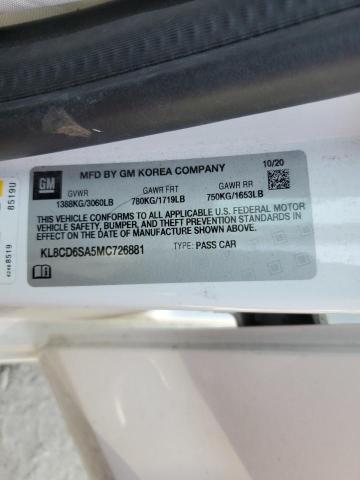 GM
MFD BY GM KOREA COMPANY 10/20
GVWR GAWR FRT GAWR RR
1388KG/3060LB 780KG/1719LB 750KG/1653LB
THIS VEHICLE CONFORMS TO ALL APPLICABLE U.S. FEDERAL MOTOR
VEHICLE SAFETY, BUMPER, AND THEFT PREVENTION STANDARDS IN
EFFECT ON THE DATE OF MANUFACTURE SHOWN ABOVE.
KL8CD6SA5MC726881 TYPE: PASS CAR
8519U
62468519